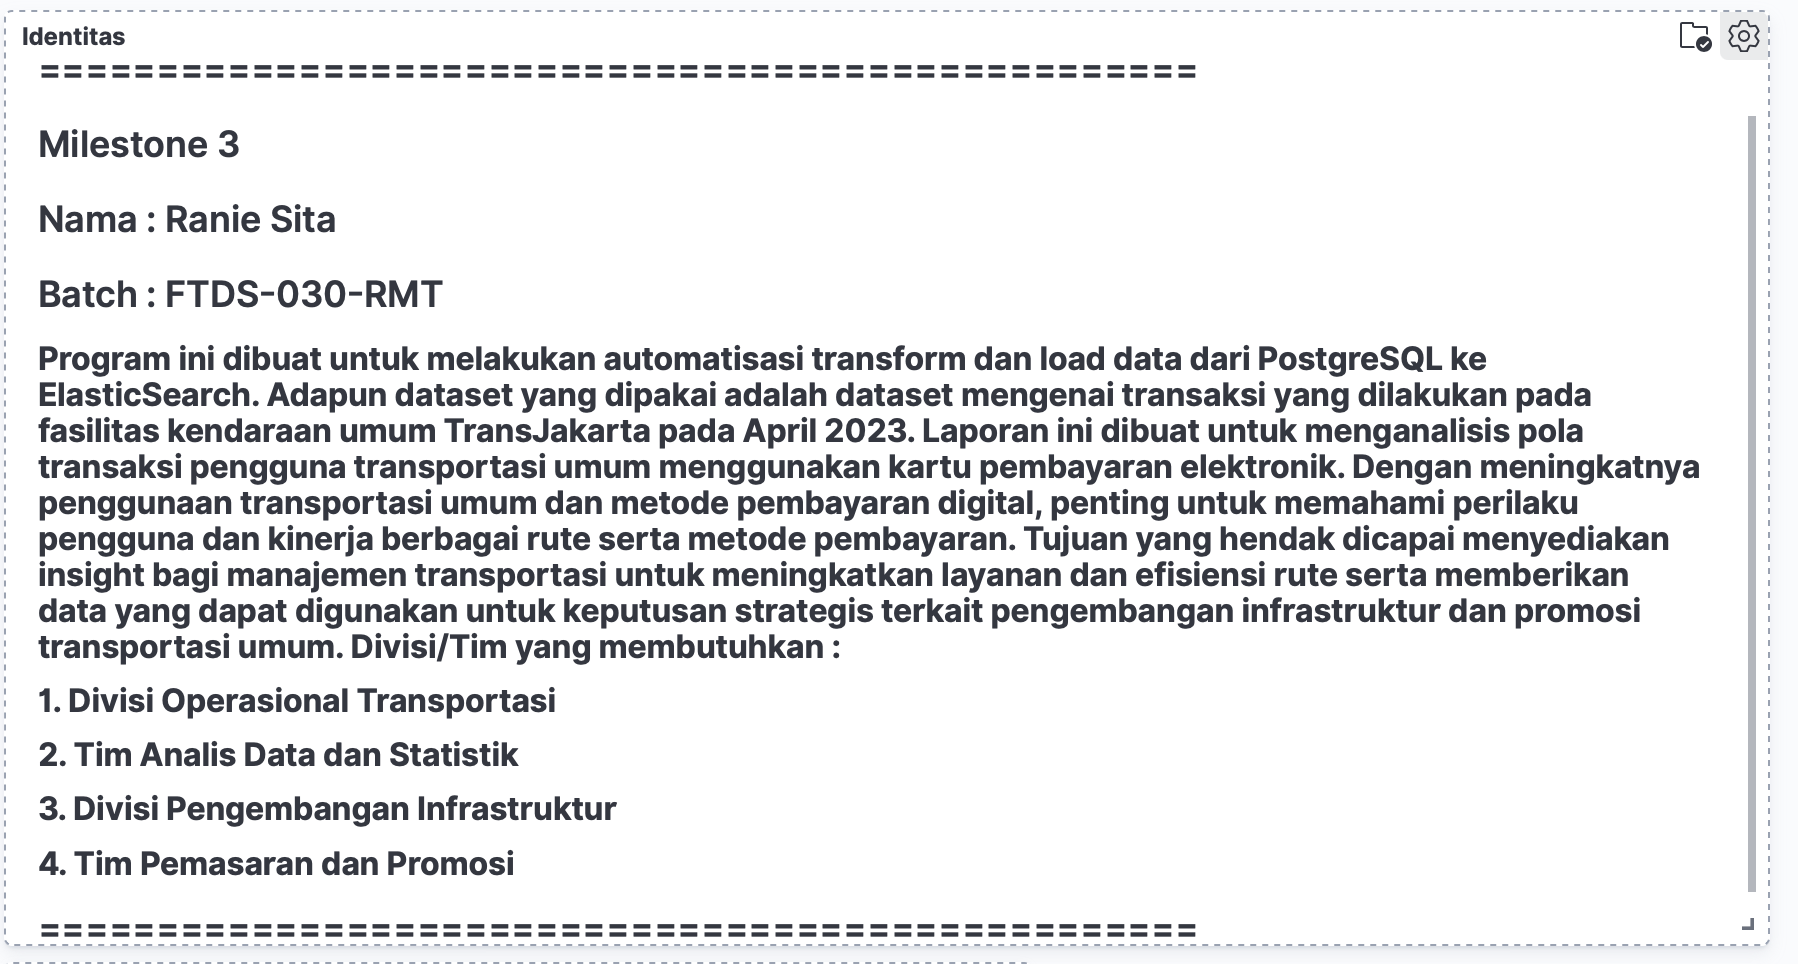 Identitas
=================================================
Milestone 3
Nama : Ranie Sita
Batch : FTDS-030-RMT
Program ini dibuat untuk melakukan automatisasi transform dan load data dari PostgreSQL ke
ElasticSearch. Adapun dataset yang dipakai adalah dataset mengenai transaksi yang dilakukan pada
fasilitas kendaraan umum TransJakarta pada April 2023. Laporan ini dibuat untuk menganalisis pola
transaksi pengguna transportasi umum menggunakan kartu pembayaran elektronik. Dengan meningkatnya
penggunaan transportasi umum dan metode pembayaran digital, penting untuk memahami perilaku
pengguna dan kinerja berbagai rute serta metode pembayaran. Tujuan yang hendak dicapai menyediakan
insight bagi manajemen transportasi untuk meningkatkan layanan dan efisiensi rute serta memberikan
data yang dapat digunakan untuk keputusan strategis terkait pengembangan infrastruktur dan promosi
transportasi umum. Divisi/Tim yang membutuhkan :
1. Divisi Operasional Transportasi
2. Tim Analis Data dan Statistik
3. Divisi Pengembangan Infrastruktur
4. Tim Pemasaran dan Promosi
=================================================